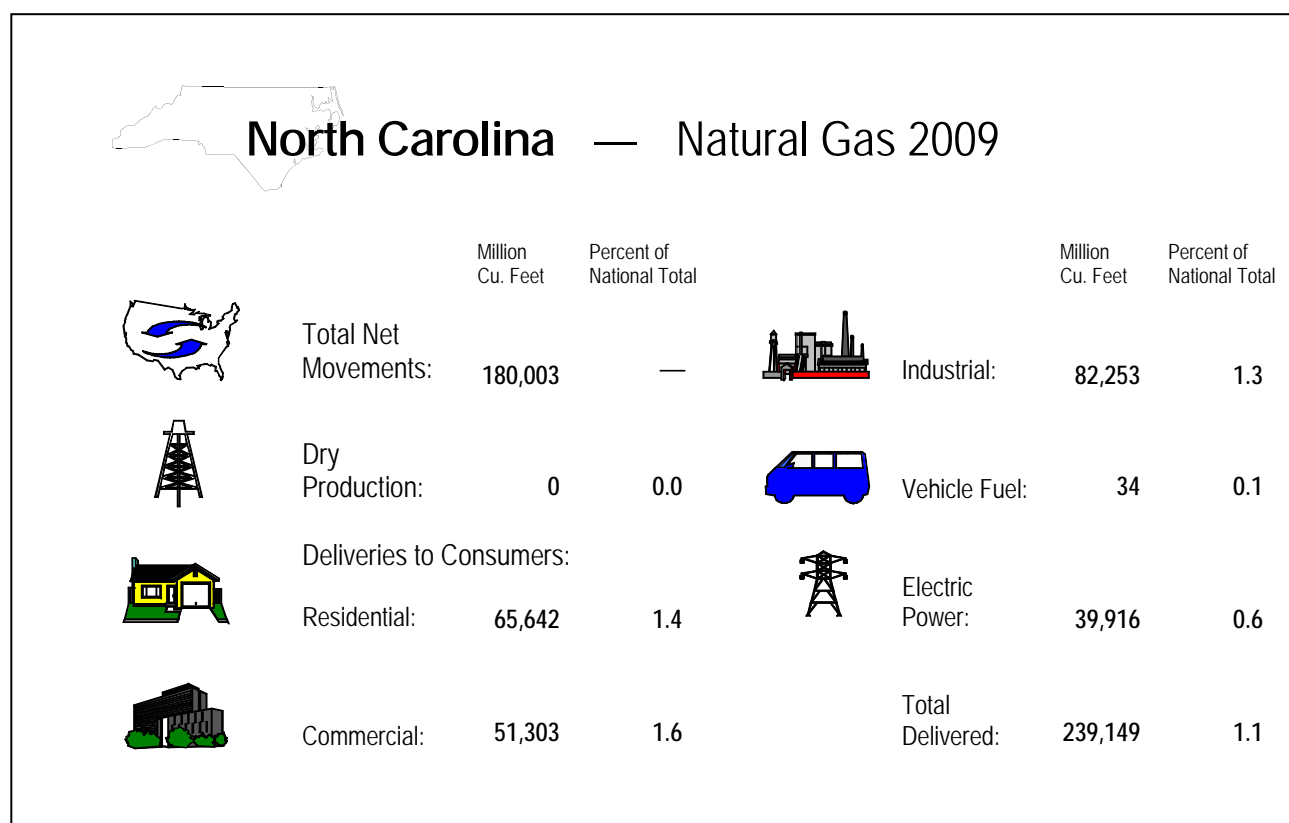 North Carolina — Natural Gas 2009
Million Cu. Feet
Percent of National Total
Total Net Movements: 180,003 —
Dry Production: 0 0.0
Deliveries to Consumers:
Residential: 65,642 1.4
Commercial: 51,303 1.6
Million Cu. Feet
Percent of National Total
Industrial: 82,253 1.3
Vehicle Fuel: 34 0.1
Electric Power: 39,916 0.6
Total Delivered: 239,149 1.1